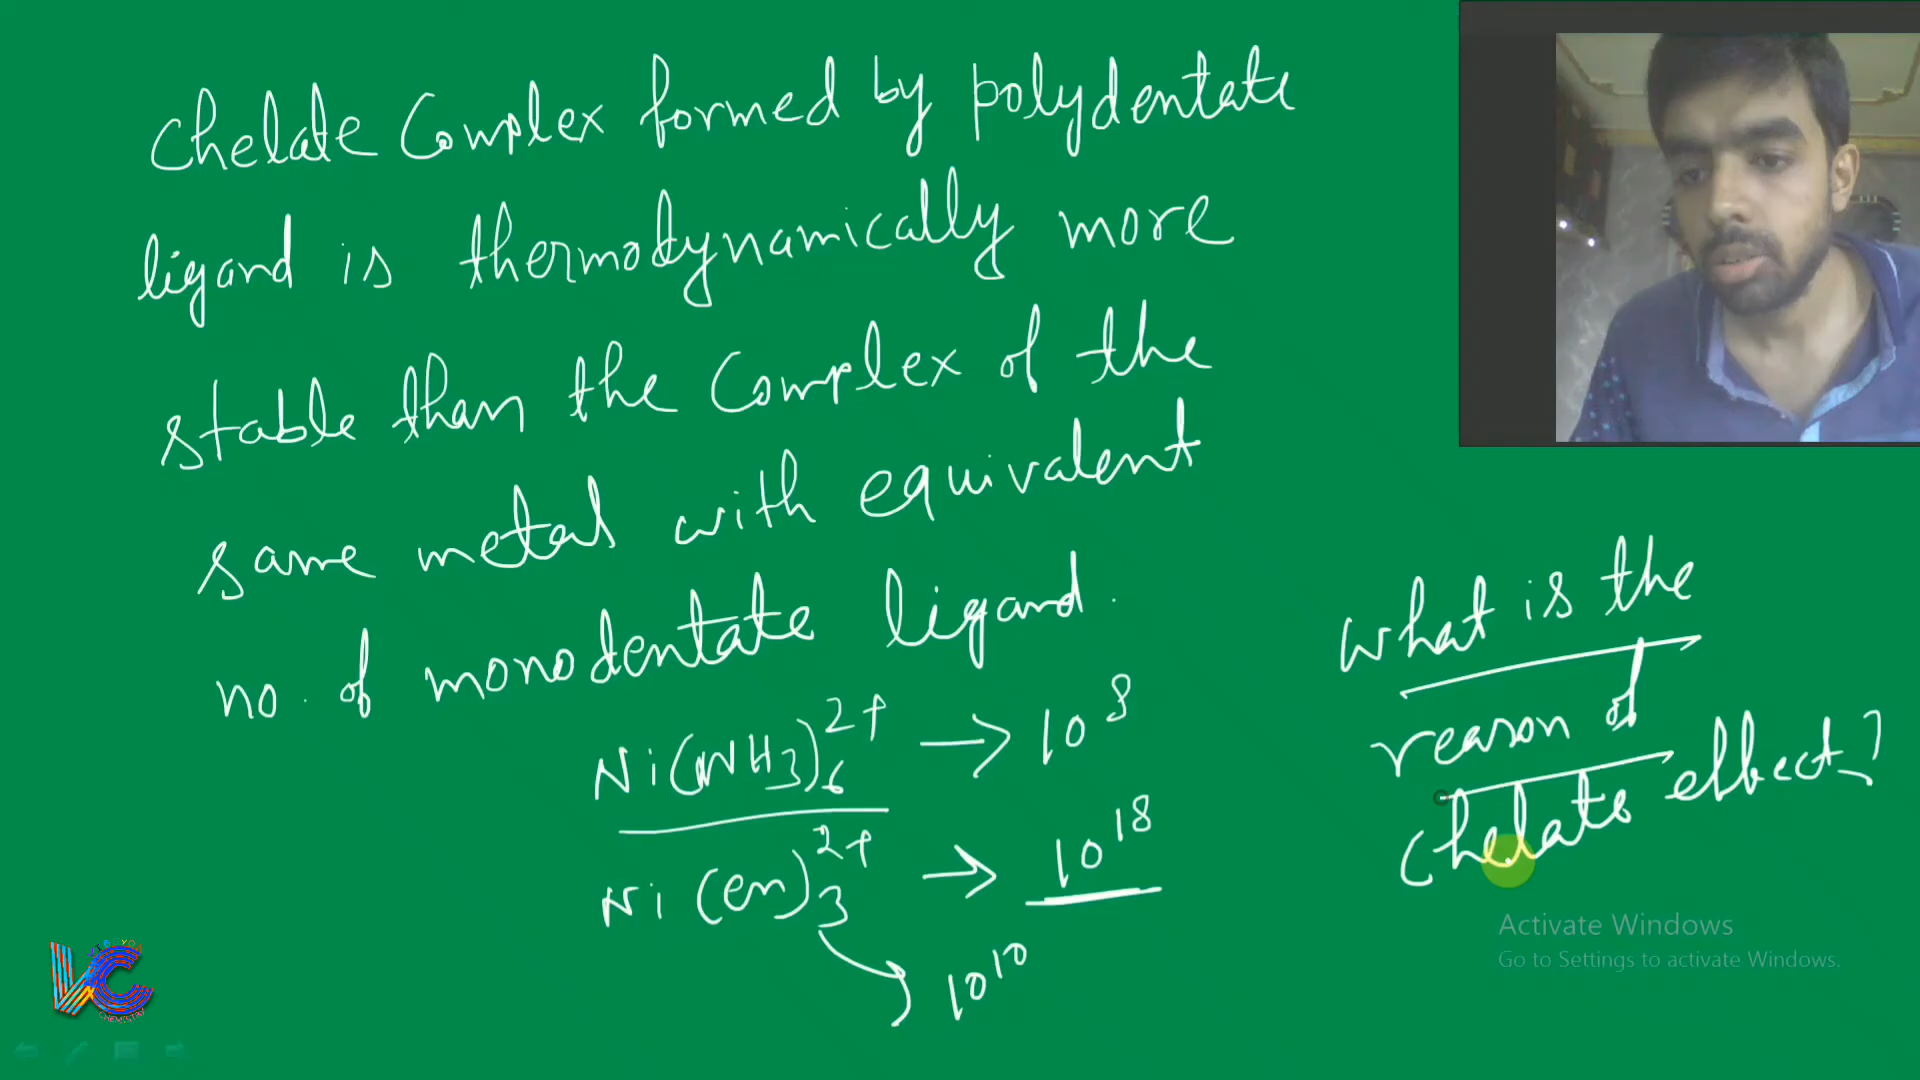 Chelate Complex formed by polydentate
ligand is thermodynamically more
stable than the Complex of the
same metal with equivalent
no. of monodentate ligand.
Ni(NH3)6 2+ → 10^8
Ni(en)3 2+ → 10^18
10^10
What is the
reason of
chelate effect?
Activate Windows
Go to Settings to activate Windows.
VC
CHEMISTRY